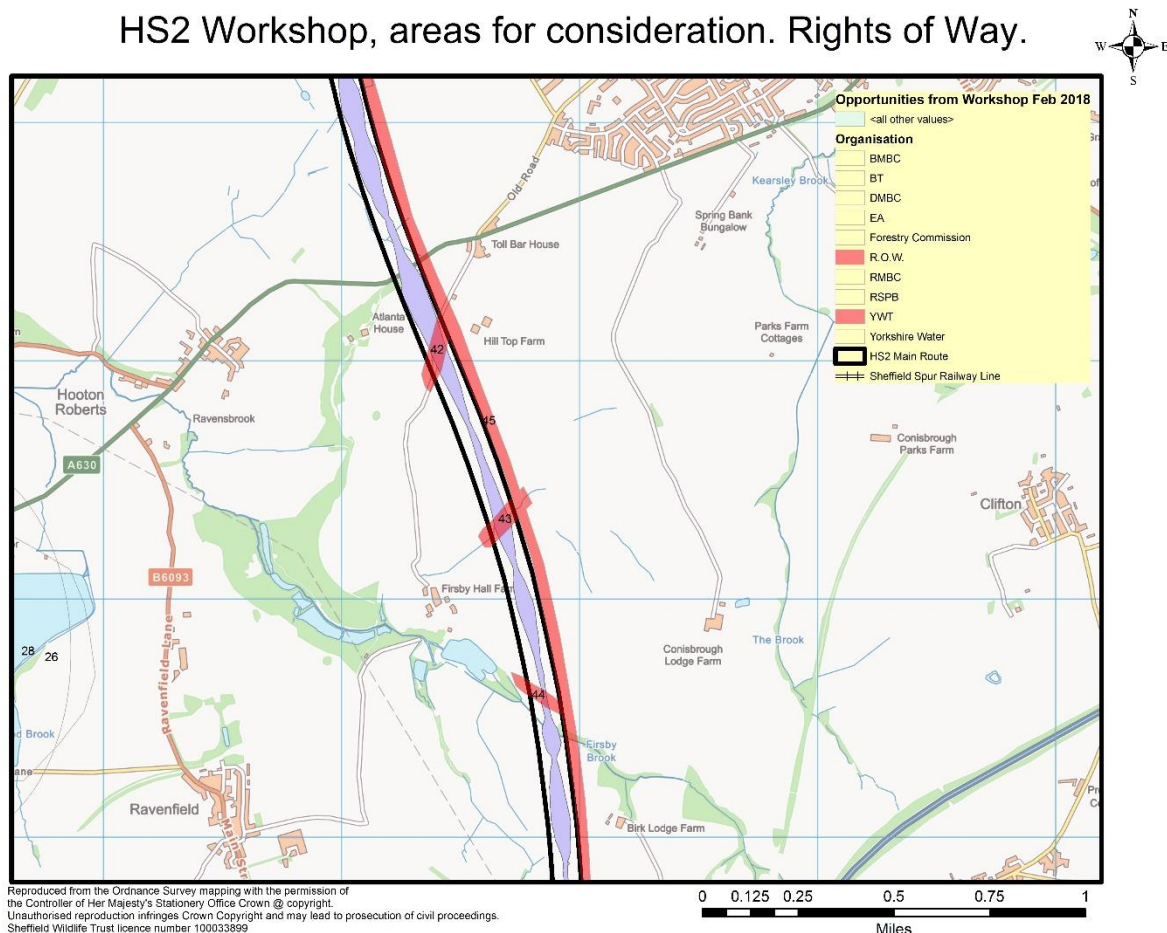 HS2 Workshop, areas for consideration. Rights of Way.
N
W
E
S
Opportunities from Workshop Feb 2018
<all other values>
Organisation
BMBC
BT
DMBC
EA
Forestry Commission
R.O.W.
RMBC
RSPB
YWT
Yorkshire Water
HS2 Main Route
Sheffield Spur Railway Line
Old Road
Kearsley Brook
Spring Bank
Bungalow
Toll Bar House
Atlanta
House
Hill Top Farm
Parks Farm
Cottages
42
Hooton
Roberts
Ravensbrook
45
Conisbrough
Parks Farm
A630
Clifton
43
B6093
Firsby Hall Far
The Brook
Conisbrough
Lodge Farm
28
26
Ravenfield Lane
44
d Brook
Firsby
Brook
ane
Ravenfield
Main Str
Birk Lodge Farm
Reproduced from the Ordnance Survey mapping with the permission of
the Controller of Her Majesty's Stationery Office Crown @ copyright.
Unauthorised reproduction infringes Crown Copyright and may lead to prosecution of civil proceedings.
Sheffield Wildlife Trust licence number 100033899
0 0.125 0.25 0.5 0.75 1
Miles